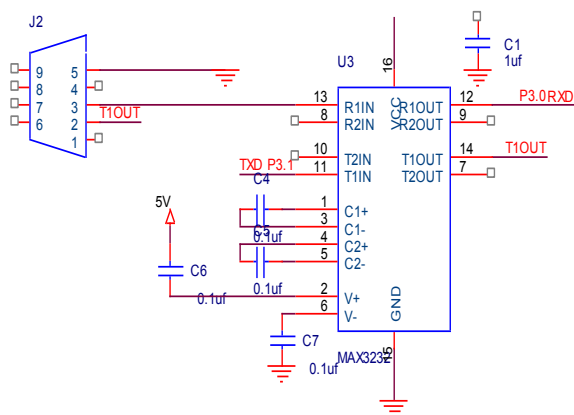 J2
9
8
7
6
5
4
3
2
1
T1OUT
U3
16
VCC
C1
1uf
13
R1IN
R1OUT
12
P3.0RXD
8
R2IN
R2OUT
9
10
T2IN
T1OUT
14
T1OUT
TXD P3.1
11
T1IN
T2OUT
7
C4
1
C1+
3
C1-
C5
0.1uf
4
C2+
5
C2-
0.1uf
5V
C6
0.1uf
2
V+
6
V-
GND
C7
0.1uf
MAX3232
15